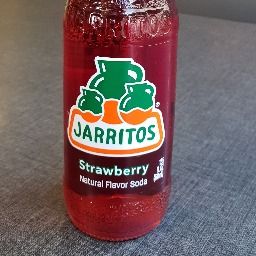 JARRITOS
®
Strawberry
Natural Flavor Soda